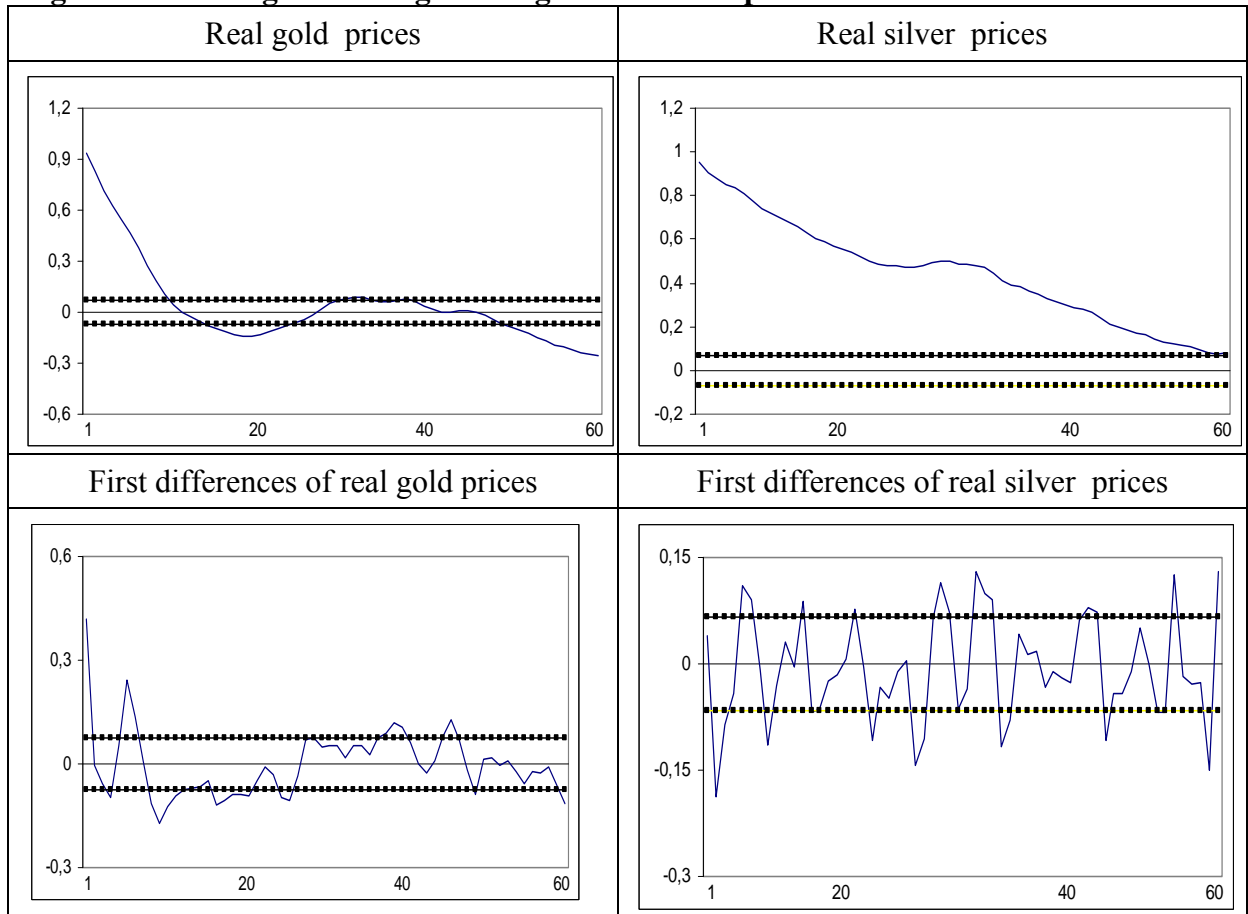 Real gold prices
Real silver prices
1,2
0,9
0,6
0,3
0
-0,3
-0,6
1 20 40 60
1,2
1
0,8
0,6
0,4
0,2
0
-0,2
1 20 40 60
First differences of real gold prices
First differences of real silver prices
0,6
0,3
0
-0,3
1 20 40 60
0,15
0
-0,15
-0,3
1 20 40 60